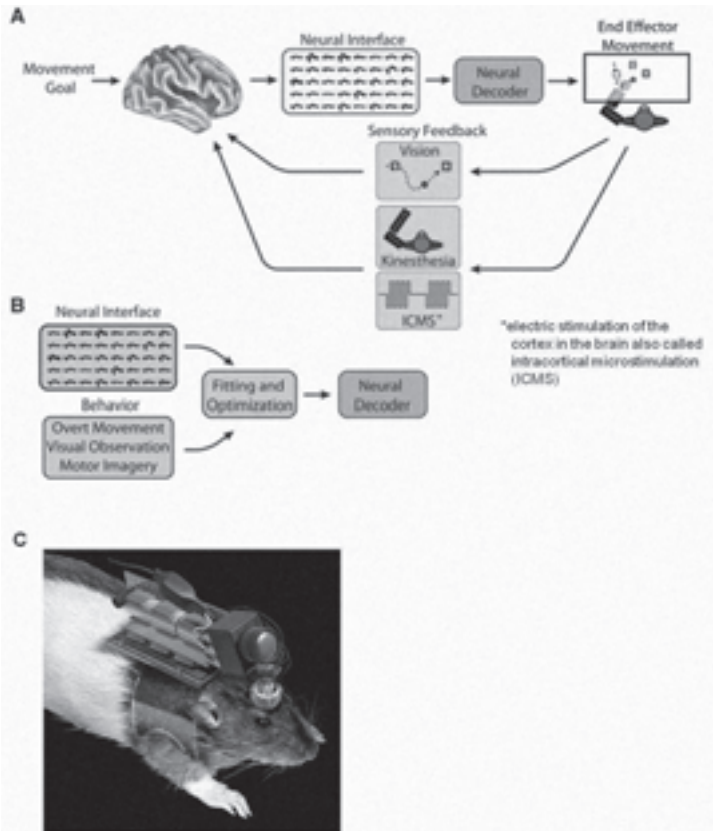 A
Movement
Goal
Neural Interface
Neural
Decoder
End Effector
Movement
Sensory Feedback
Vision
Kinesthesia
ICMS*
B
Neural Interface
Behavior
Overt Movement
Visual Observation
Motor Imagery
Fitting and
Optimization
Neural
Decoder
*electric stimulation of the
cortex in the brain also called
intracortical microstimulation
(ICMS)
C